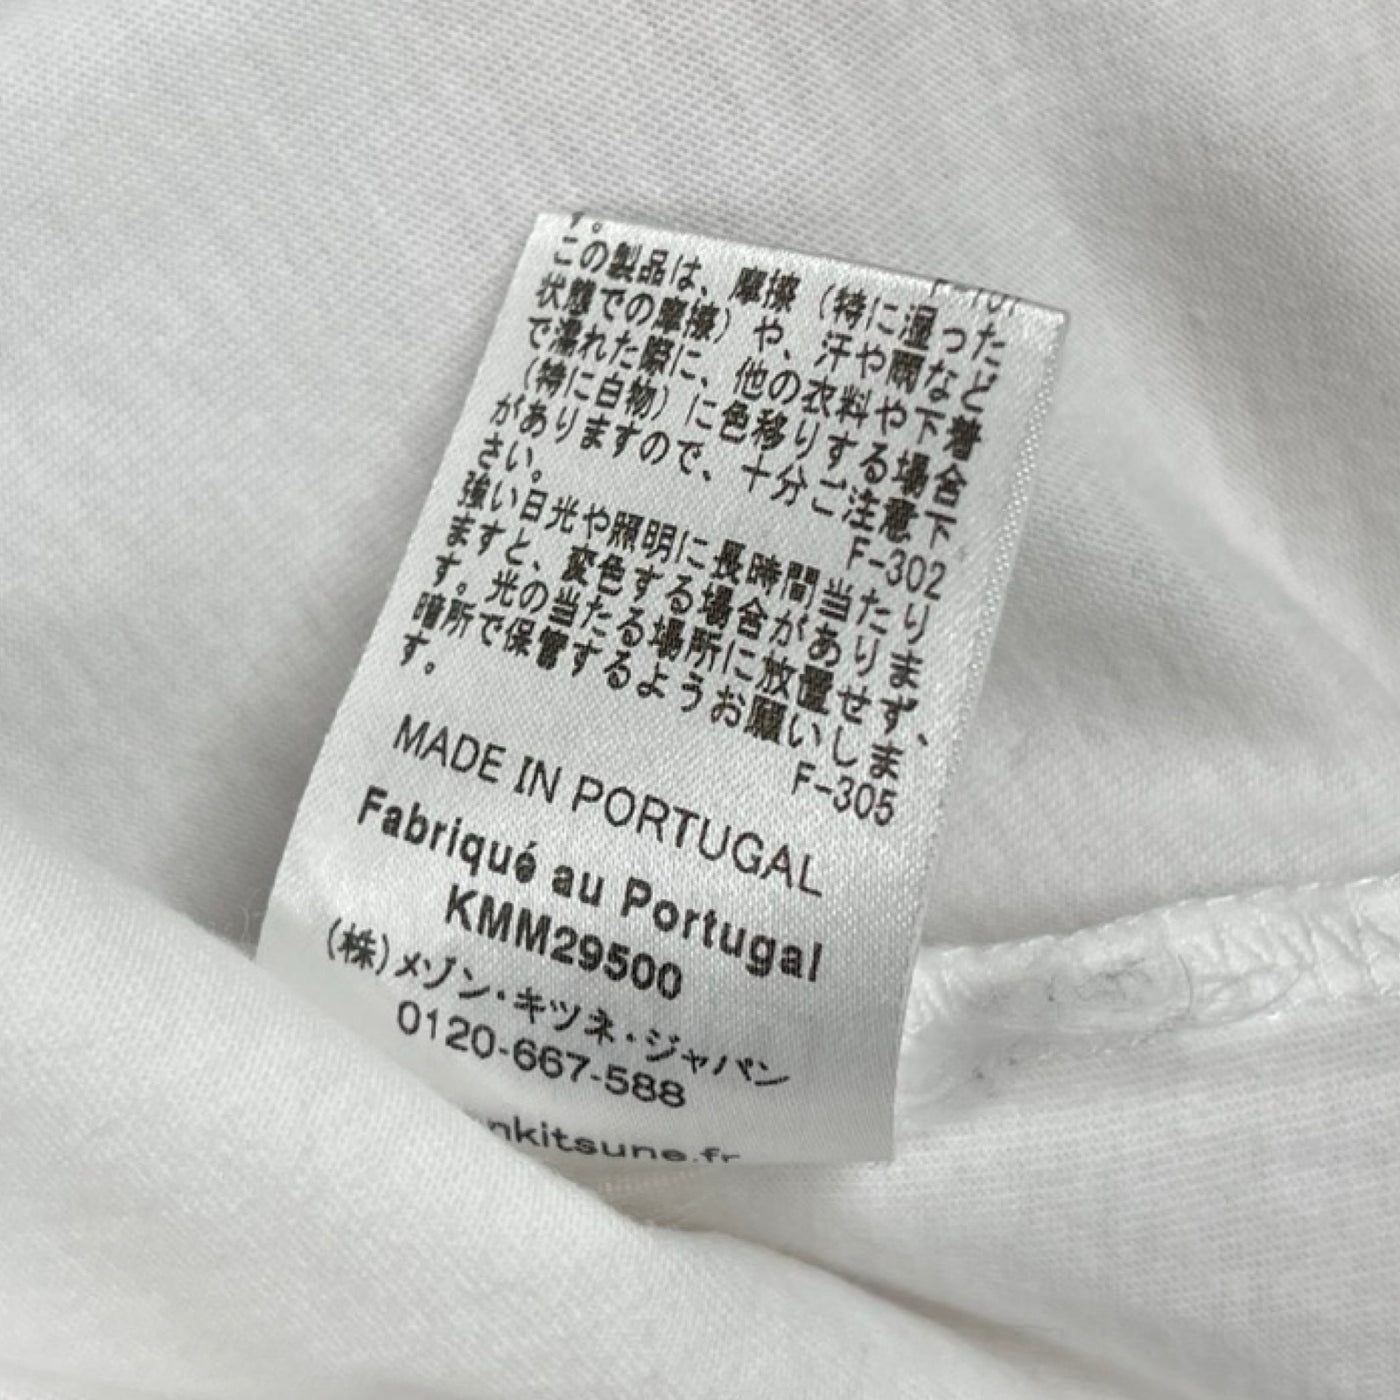 す。
この製品は、摩擦（特に湿った
状態での摩擦）や、汗や雨など
で濡れた際に、他の衣料や下着
（特に白物）に色移りする場合
がありますので、十分ご注意下
さい。
F-302
強い日光や照明に長時間当たり
ますと、変色する場合がありま
す。光の当たる場所に放置せず、
暗所で保管するようお願いしま
す。
F-305
MADE IN PORTUGAL
Fabriqué au Portugal
KMM29500
(株)メゾン・キツネ・ジャパン
0120-667-588
nkitsune.fr